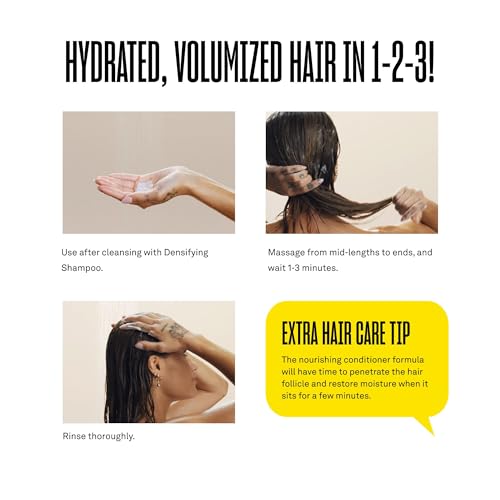 HYDRATED, VOLUMIZED HAIR IN 1-2-3!
Use after cleansing with Densifying
Shampoo.
Massage from mid-lengths to ends, and
wait 1-3 minutes.
Rinse thoroughly.
EXTRA HAIR CARE TIP
The nourishing conditioner formula
will have time to penetrate the hair
follicle and restore moisture when it
sits for a few minutes.